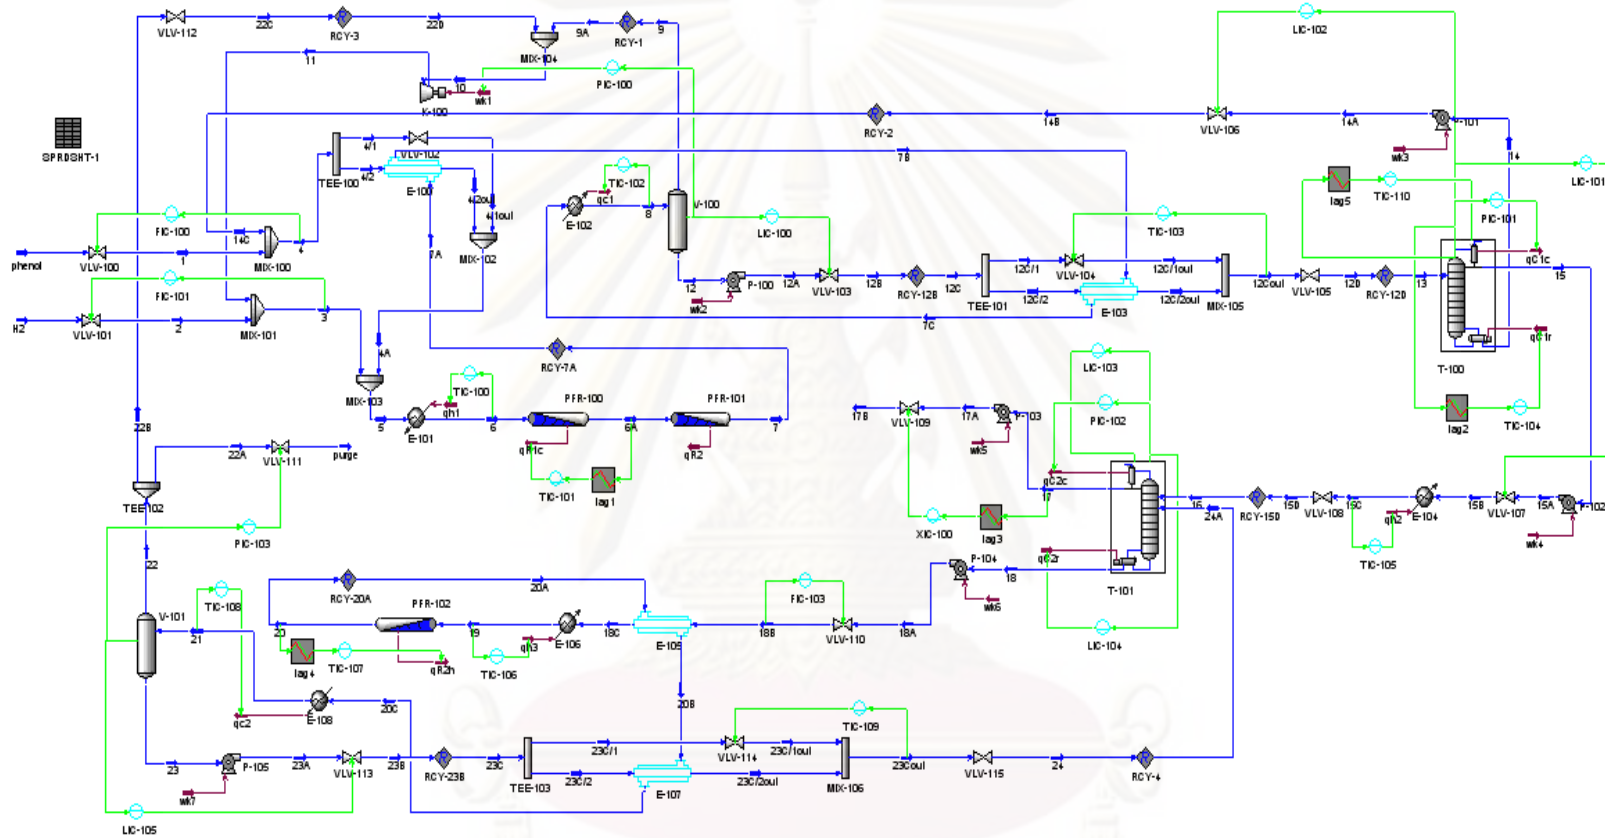 VLV-112
22C
RCY-3
22D
MIX-104
9A
RCY-1
9
11
10
K-100
wk1
PIC-100
LIC-102
SPRDSHT-1
TEE-100
4/1
VLV-102
4/2
E-100
4/2out
4/1out
MIX-102
7A
RCY-2
14B
VLV-106
14A
P-101
wk3
14
7B
LIC-101
lag5
TIC-110
PIC-101
FIC-100
14C
4
phenol
VLV-100
1
MIX-100
FIC-101
H2
VLV-101
2
MIX-101
3
TIC-102
qc1
E-102
8
V-100
LIC-100
12
P-100
wk2
12A
VLV-103
12B
RCY-12B
12C
TEE-101
12C/1
VLV-104
12C/1out
TIC-103
12C/2
E-103
12C/2out
MIX-105
7C
12Cout
VLV-105
12D
RCY-12D
13
qC1c
15
qC1r
T-100
lag2
TIC-104
4A
MIX-103
5
E-101
qh1
TIC-100
6
PFR-100
6A
PFR-101
7
RCY-7A
qR1c
qR2
TIC-101
lag1
22B
22A
VLV-111
purge
TEE-102
PIC-103
22
17B
VLV-109
17A
P-103
wk5
LIC-103
PIC-102
qC2c
17
XIC-100
lag3
P-104
wk6
18
qC2r
T-101
LIC-104
16
24A
RCY-15D
15D
VLV-108
15C
qh2
E-104
15B
VLV-107
15A
P-102
wk4
TIC-105
V-101
21
TIC-108
qc2
E-108
20C
RCY-20A
20A
20
PFR-102
19
E-106
18C
E-105
18B
FIC-103
VLV-110
18A
lag4
TIC-107
qR2h
TIC-106
qh3
20B
23
P-105
wk7
23A
VLV-113
23B
RCY-23B
23C
TEE-103
23C/1
VLV-114
23C/1out
TIC-109
23C/2
E-107
23C/2out
MIX-106
23Cout
VLV-115
24
RCY-4
LIC-105